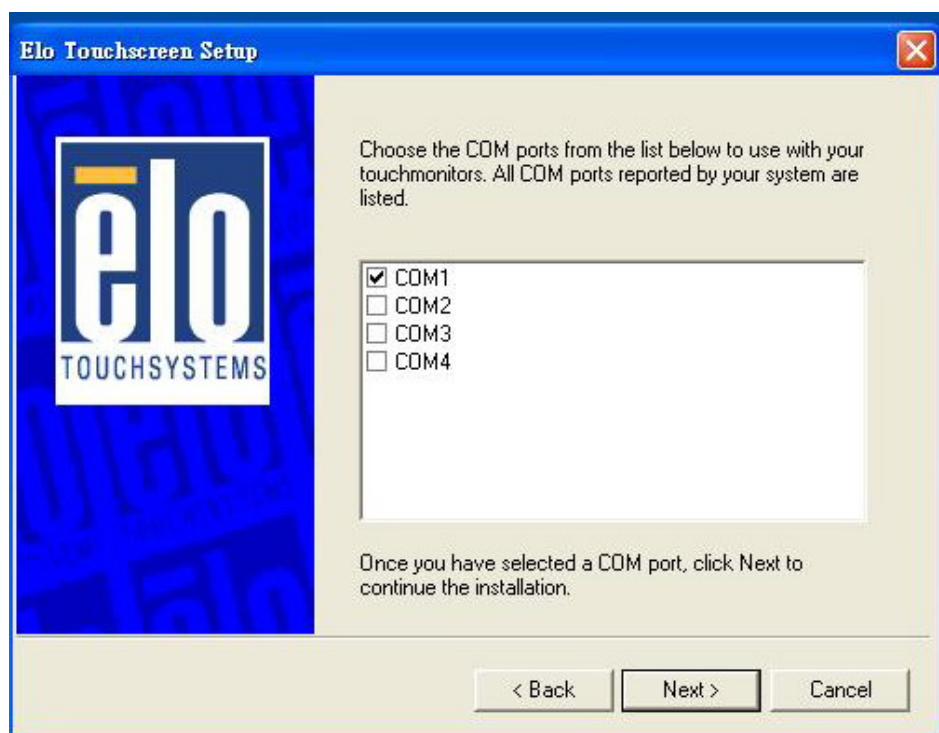 Elo Touchscreen Setup
elo
TOUCHSYSTEMS
Choose the COM ports from the list below to use with your
touchmonitors. All COM ports reported by your system are
listed.
COM1
COM2
COM3
COM4
Once you have selected a COM port, click Next to
continue the installation.
< Back
Next >
Cancel